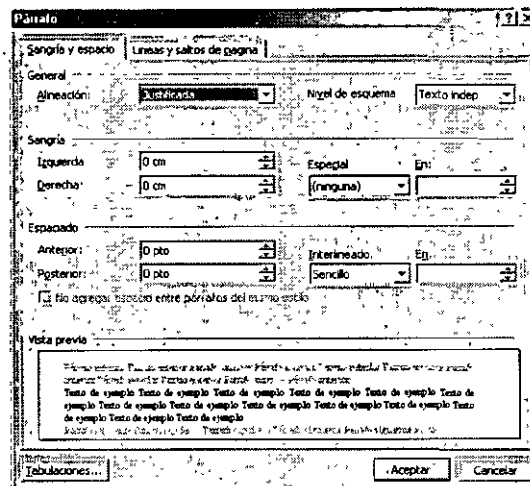 Párrafo
Sangría y espacio Líneas y saltos de página
General
Alineación: Justificada Nivel de esquema Texto indep
Sangría
Izquierda 0 cm Especial En:
Derecha: 0 cm (ninguna)
Espaciado
Anterior: 0 pto Interlineado. En
Posterior: 0 pto Sencillo
No agregar espacio entre párrafos del mismo estilo
Vista previa
Texto de ejemplo Texto de ejemplo Texto de ejemplo Texto de ejemplo Texto de ejemplo Texto de
ejemplo Texto de ejemplo Texto de ejemplo Texto de ejemplo Texto de ejemplo Texto de ejemplo Texto
de ejemplo Texto de ejemplo Texto de ejemplo
Tabulaciones... Aceptar Cancelar